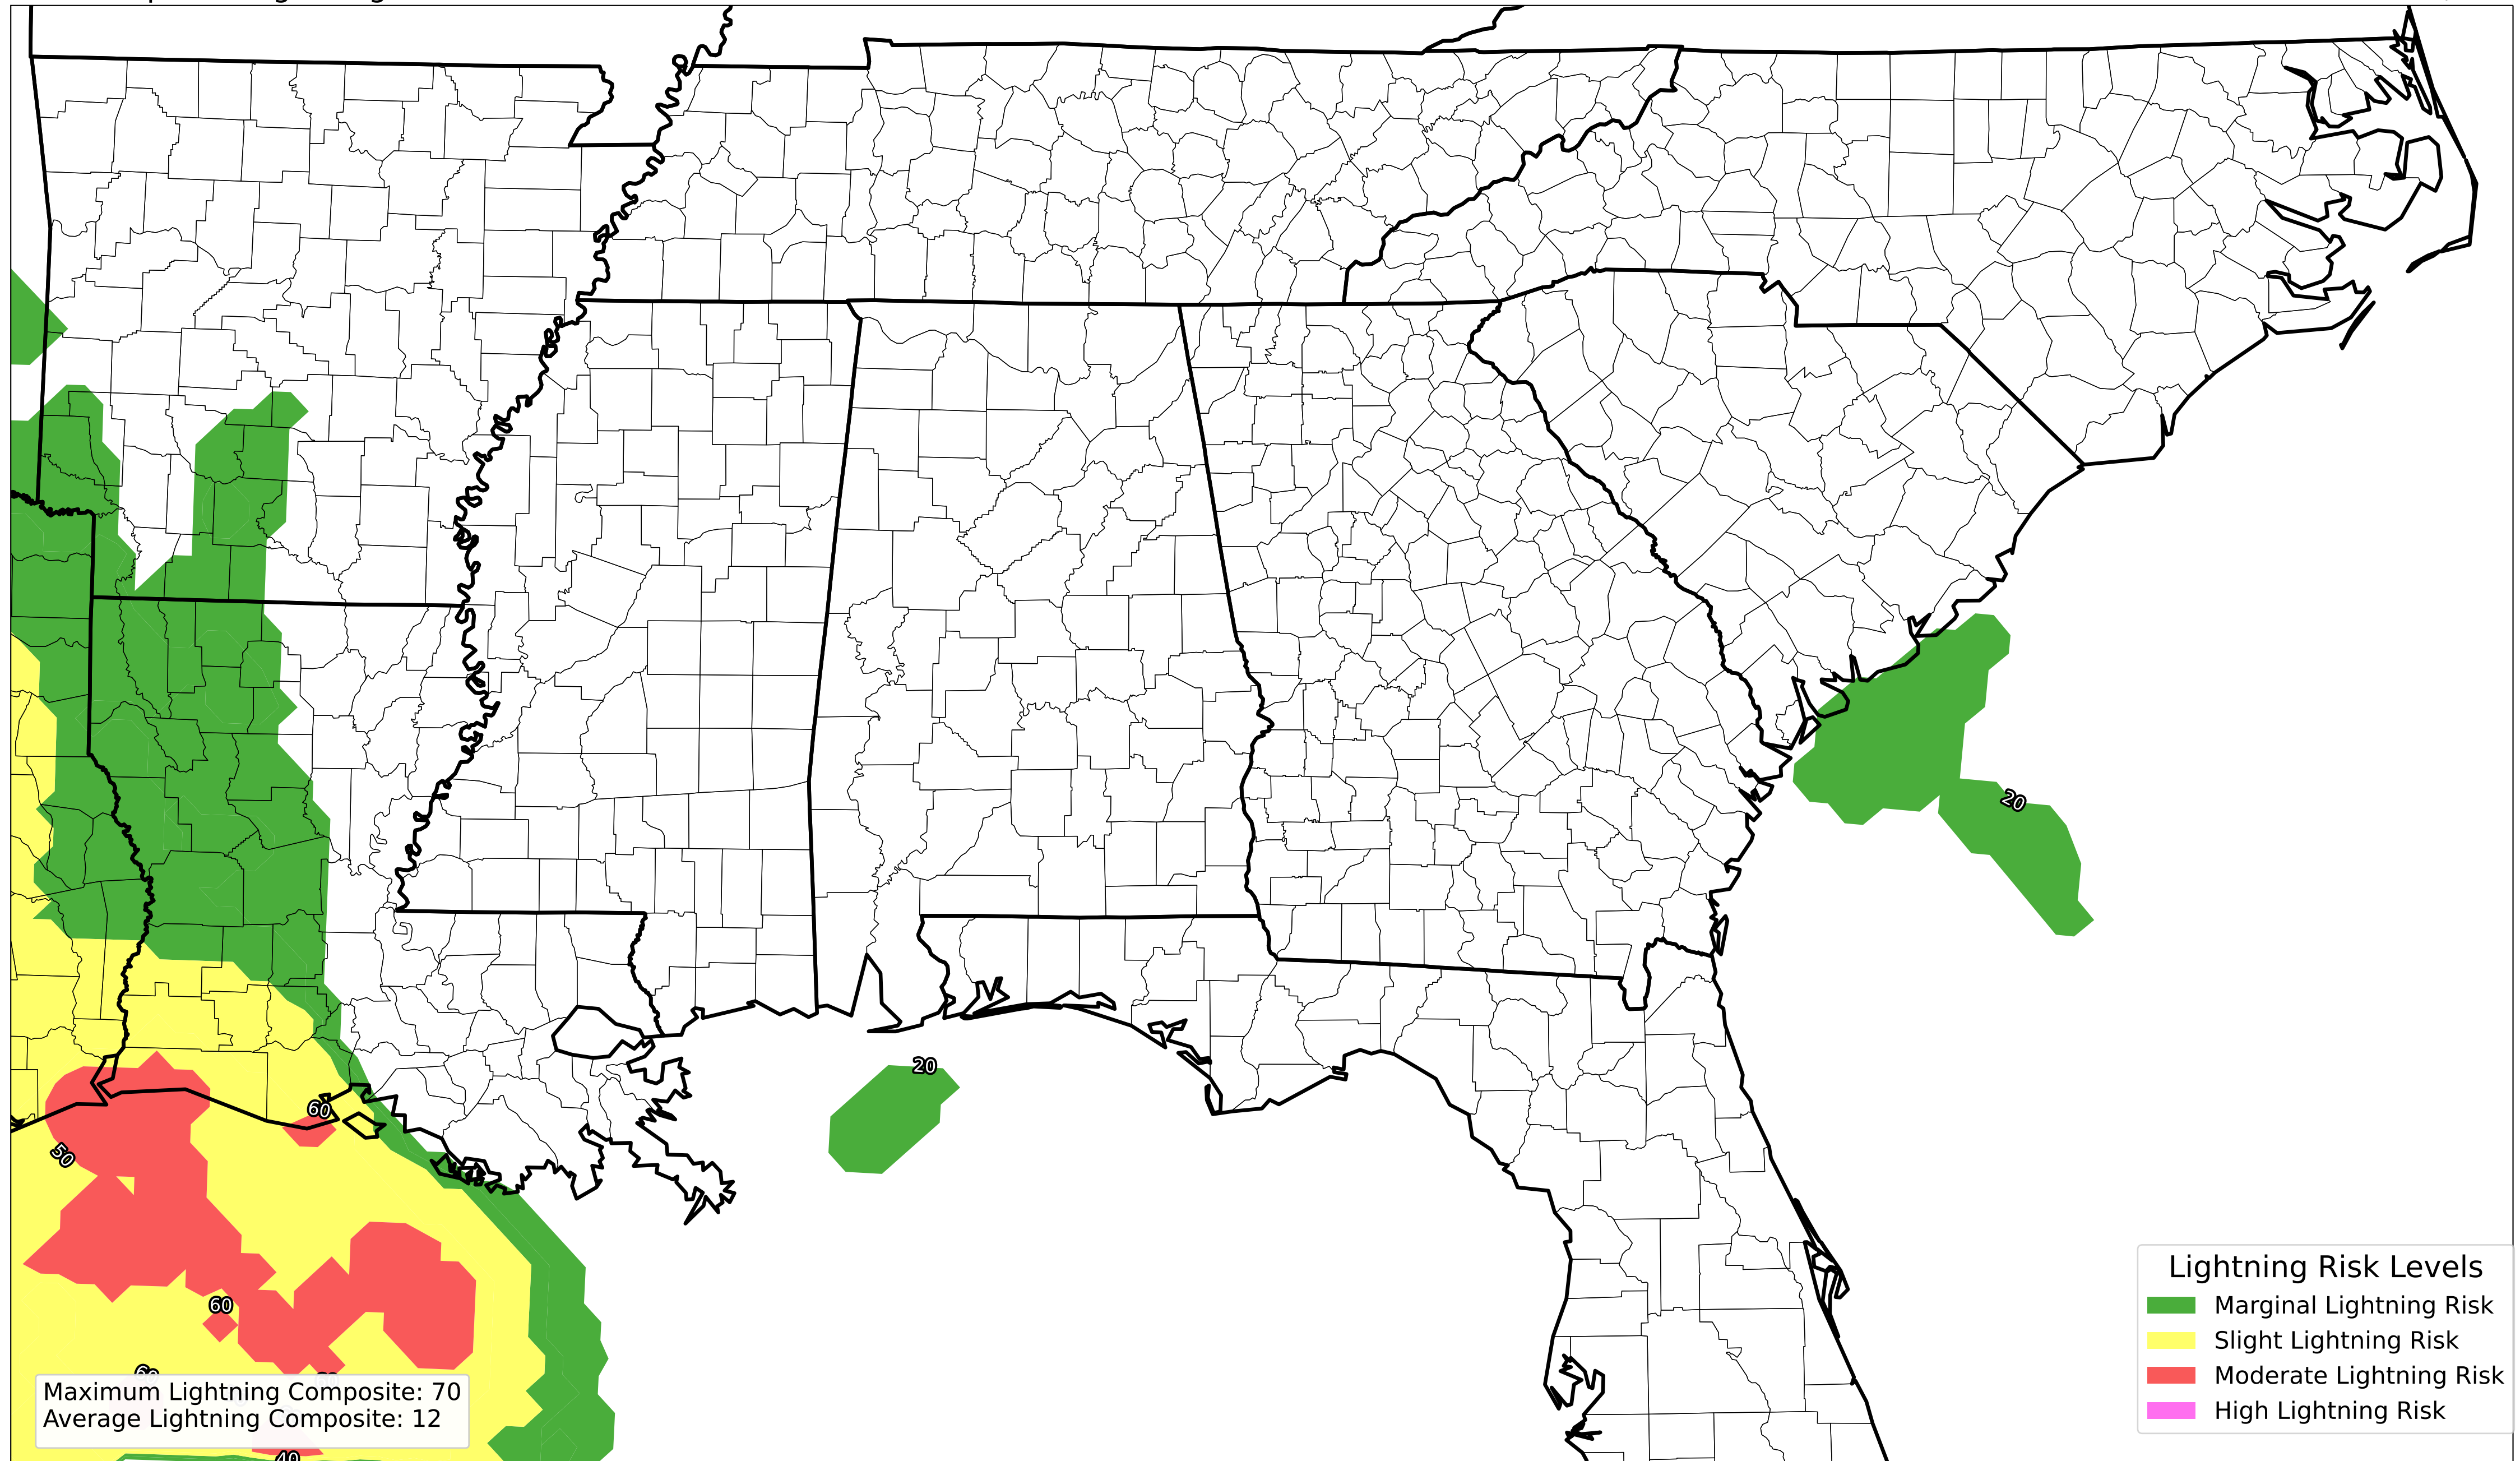 20
20
60
50
60
40
Maximum Lightning Composite: 70
Average Lightning Composite: 12
Lightning Risk Levels
Marginal Lightning Risk
Slight Lightning Risk
Moderate Lightning Risk
High Lightning Risk